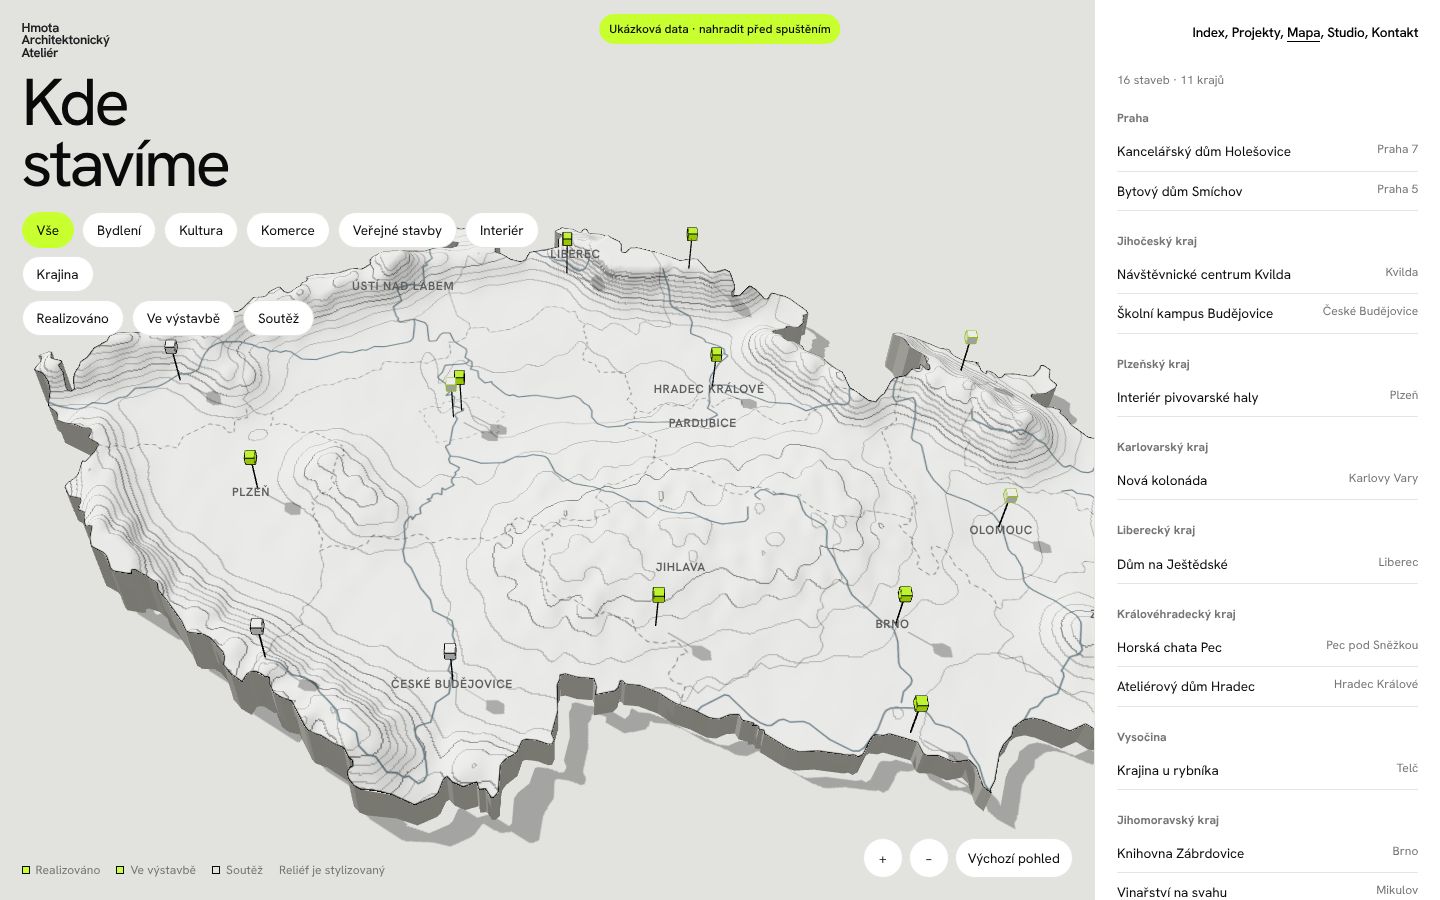 Hmota
Architektonický
Ateliér
Ukázková data · nahradit před spuštěním
Index, Projekty, Mapa, Studio, Kontakt
Kde
stavíme
Vše
Bydlení
Kultura
Komerce
Veřejné stavby
Interiér
Krajina
Realizováno
Ve výstavbě
Soutěž
LIBEREC
ÚSTÍ NAD LABEM
HRADEC KRÁLOVÉ
PARDUBICE
PLZEŇ
OLOMOUC
JIHLAVA
BRNO
ČESKÉ BUDĚJOVICE
Realizováno
Ve výstavbě
Soutěž
Reliéf je stylizovaný
+
-
Výchozí pohled
16 staveb · 11 krajů
Praha
Kancelářský dům Holešovice Praha 7
Bytový dům Smíchov Praha 5
Jihočeský kraj
Návštěvnické centrum Kvilda Kvilda
Školní kampus Budějovice České Budějovice
Plzeňský kraj
Interiér pivovarské haly Plzeň
Karlovarský kraj
Nová kolonáda Karlovy Vary
Liberecký kraj
Dům na Ještědské Liberec
Královéhradecký kraj
Horská chata Pec Pec pod Sněžkou
Ateliérový dům Hradec Hradec Králové
Vysočina
Krajina u rybníka Telč
Jihomoravský kraj
Knihovna Zábrdovice Brno
Vinařství na svahu Mikulov